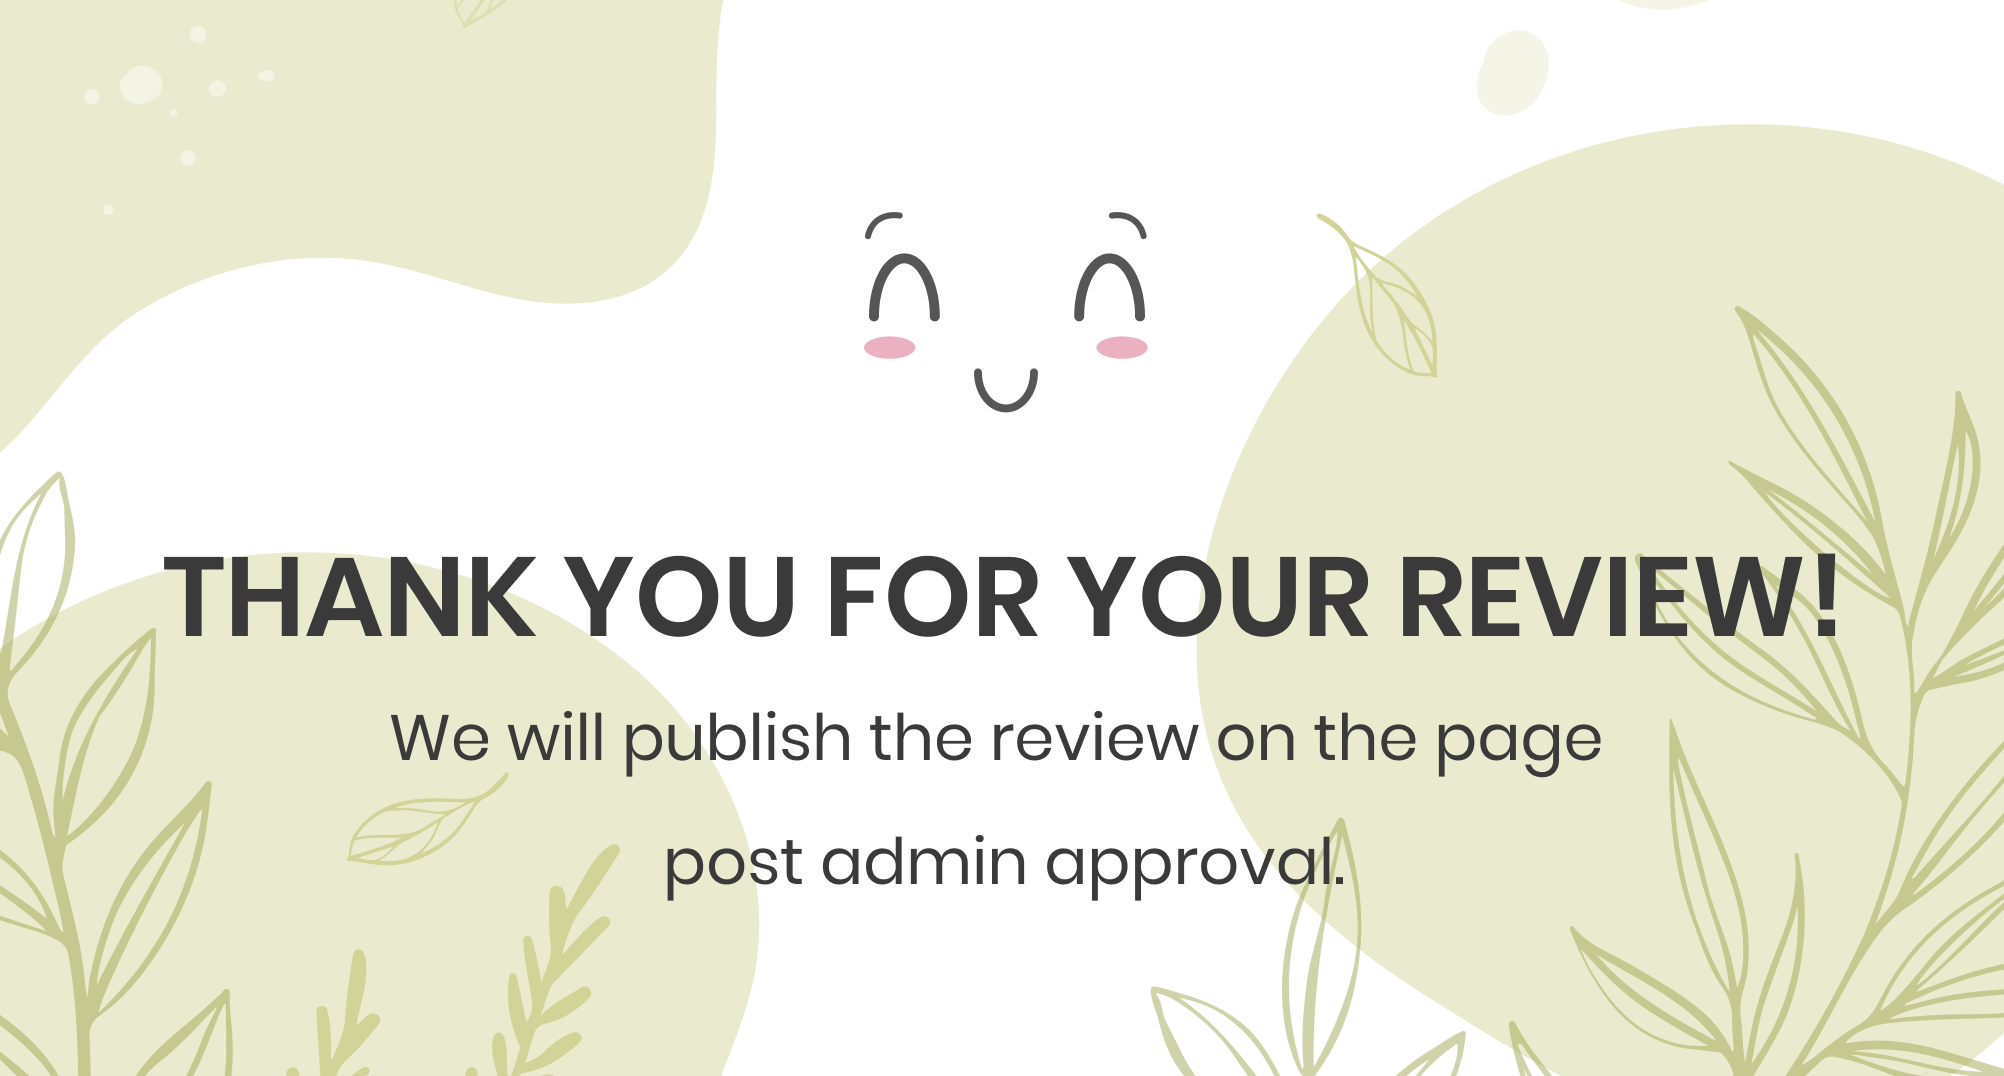 THANK YOU FOR YOUR REVIEW!
We will publish the review on the page
post admin approval.